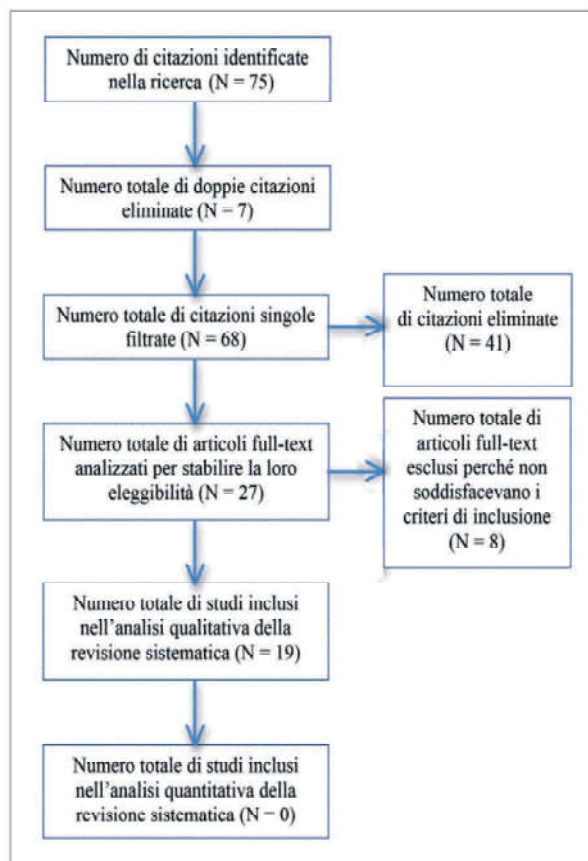 Numero di citazioni identificate
nella ricerca (N = 75)
Numero totale di doppie citazioni
eliminate (N = 7)
Numero totale di citazioni singole
filtrate (N = 68)
Numero totale
di citazioni eliminate
(N = 41)
Numero totale di articoli full-text
analizzati per stabilire la loro
eleggibilità (N = 27)
Numero totale di
articoli full-text
esclusi perché non
soddisfacevano i
criteri di inclusione
(N = 8)
Numero totale di studi inclusi
nell'analisi qualitativa della
revisione sistematica (N = 19)
Numero totale di studi inclusi
nell'analisi quantitativa della
revisione sistematica (N = 0)